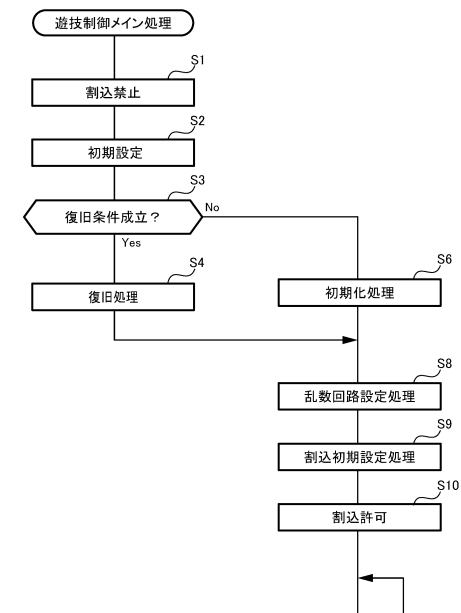 遊技制御メイン処理
S1
割込禁止
S2
初期設定
S3
復旧条件成立？
No
Yes
S4
復旧処理
S6
初期化処理
S8
乱数回路設定処理
S9
割込初期設定処理
S10
割込許可